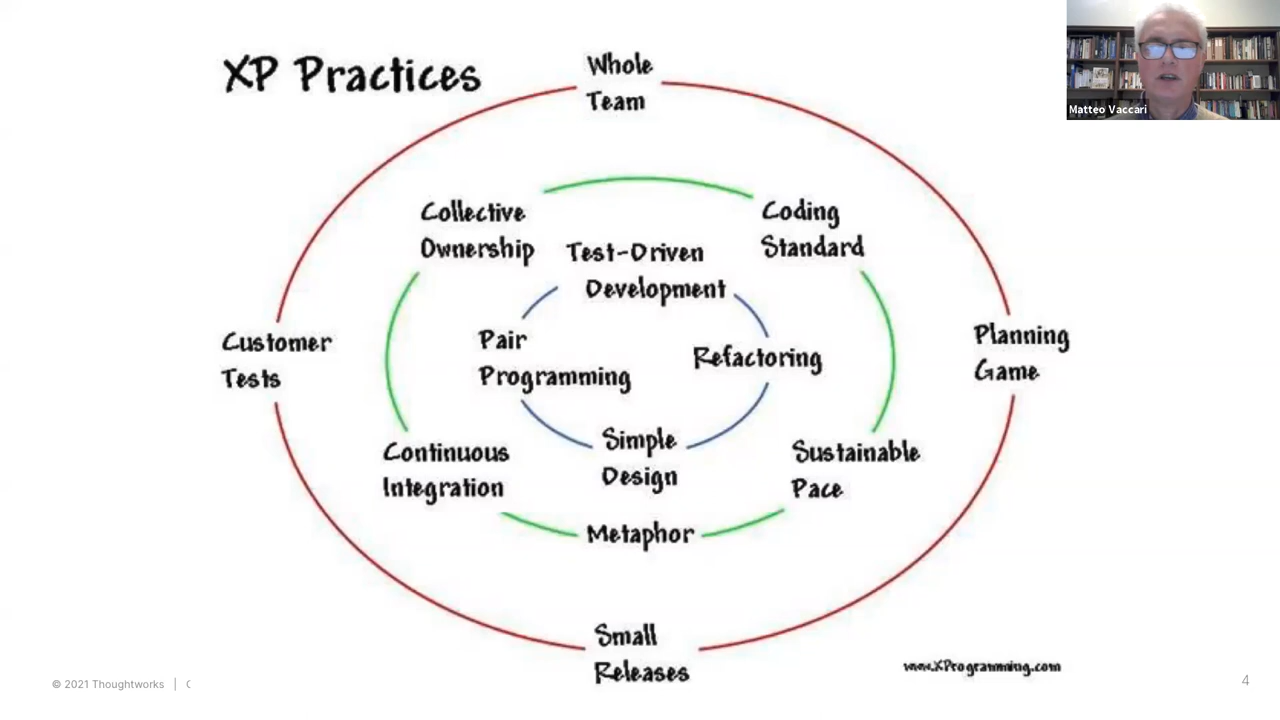 XP Practices
Whole
Team
Matteo Vaccari
Collective
Ownership
Coding
Standard
Test-Driven
Development
Customer
Tests
Pair
Programming
Refactoring
Planning
Game
Continuous
Integration
Simple
Design
Sustainable
Pace
Metaphor
Small
Releases
www.XProgramming.com
© 2021 Thoughtworks |
4